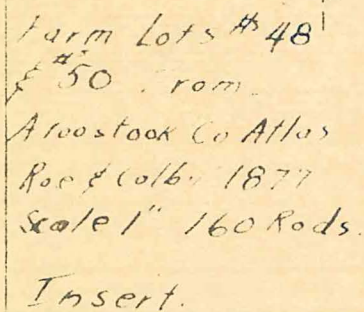 Farm Lots #s 48
& #50 From
Aroostook Co Atlas
Roe & Colby 1877
Scale 1" 160 Rods.
Insert.